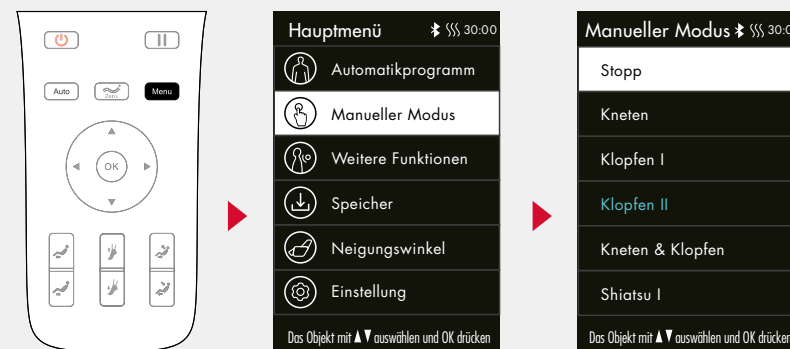 Auto
Zero
Menu
OK
Hauptmenü 30:00
Automatikprogramm
Manueller Modus
Weitere Funktionen
Speicher
Neigungswinkel
Einstellung
Das Objekt mit ▲▼ auswählen und OK drücken
Manueller Modus 30:0
Stopp
Kneten
Klopfen I
Klopfen II
Kneten & Klopfen
Shiatsu I
Das Objekt mit ▲▼ auswählen und OK drücken